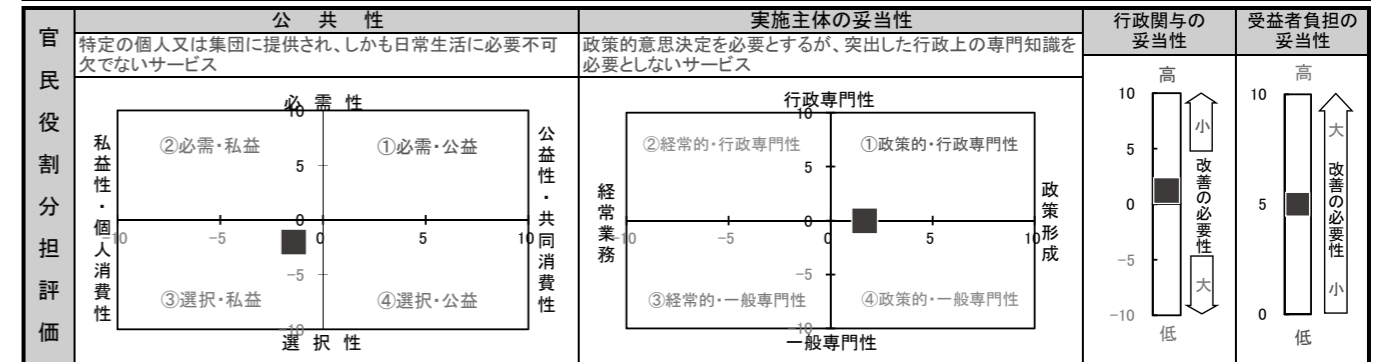 官民役割分担評価
公共性
特定の個人又は集団に提供され、しかも日常生活に必要不可
欠でないサービス
必需性
10
②必需・私益
①必需・公益
5
私益性・個人消費性
公益性・共同消費性
0
-10
-5
0
5
10
-5
③選択・私益
④選択・公益
-10
選択性
実施主体の妥当性
政策的意思決定を必要とするが、突出した行政上の専門知識を
必要としないサービス
行政専門性
10
②経常的・行政専門性
①政策的・行政専門性
5
経常業務
政策形成
0
-10
-5
0
5
10
-5
③経常的・一般専門性
④政策的・一般専門性
-10
一般専門性
行政関与の
妥当性
高
10
5
0
-5
-10
小
改善の必要性
大
低
受益者負担の
妥当性
高
10
5
0
大
改善の必要性
小
低